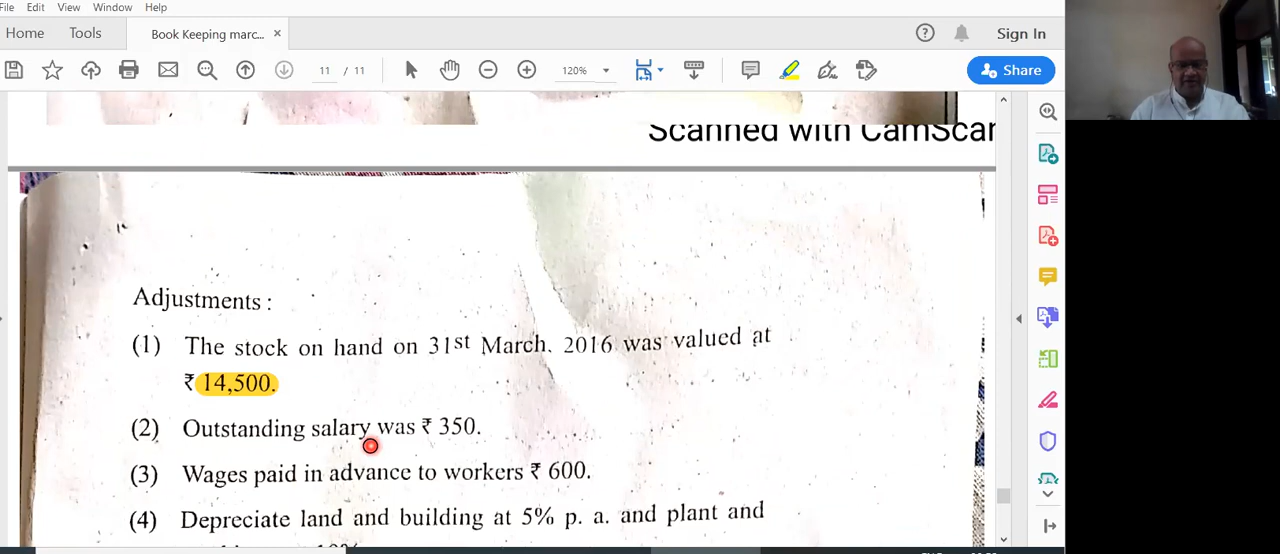 File Edit View Window Help
Home Tools Book Keeping marc... × Sign In
11 / 11 120% Share
Scanned with CamScan
Adjustments :
(1) The stock on hand on 31st March, 2016 was valued at
₹ 14,500.
(2) Outstanding salary was ₹ 350.
(3) Wages paid in advance to workers ₹ 600.
(4) Depreciate land and building at 5% p. a. and plant and